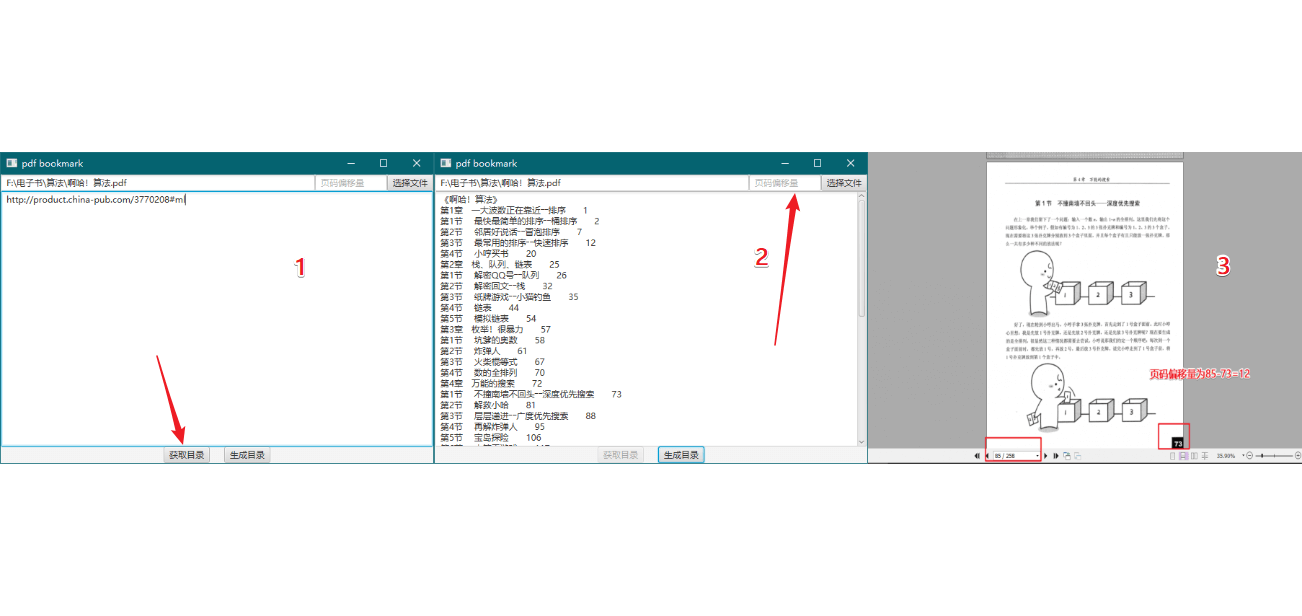 pdf bookmark
F:\电子书\算法\啊哈！算法.pdf
页码偏移量
选择文件
http://product.china-pub.com/3770208#ml
1
获取目录
生成目录
pdf bookmark
F:\电子书\算法\啊哈！算法.pdf
页码偏移量
选择文件
《啊哈！算法》
第1章 一大波数正在靠近--排序 1
第1节 最快最简单的排序--桶排序 2
第2节 邻居好说话--冒泡排序 7
第3节 最常用的排序--快速排序 12
第4节 小哼买书 20
第2章 栈、队列、链表 25
第1节 解密QQ号--队列 26
第2节 解密回文--栈 32
第3节 纸牌游戏--小猫钓鱼 35
第4节 链表 44
第5节 模拟链表 54
第3章 枚举！很暴力 57
第1节 坑爹的奥数 58
第2节 炸弹人 61
第3节 火柴棍等式 67
第4节 数的全排列 70
第4章 万能的搜索 72
第1节 不撞南墙不回头--深度优先搜索 73
第2节 解救小哈 81
第3节 层层递进--广度优先搜索 88
第4节 再解炸弹人 95
第5节 宝岛探险 106
2
获取目录
生成目录
第1节 不撞南墙不回头——深度优先搜索
1 2 3
3
页码偏移量为85-73=12
1 2 3
73
85 / 256
33.90%